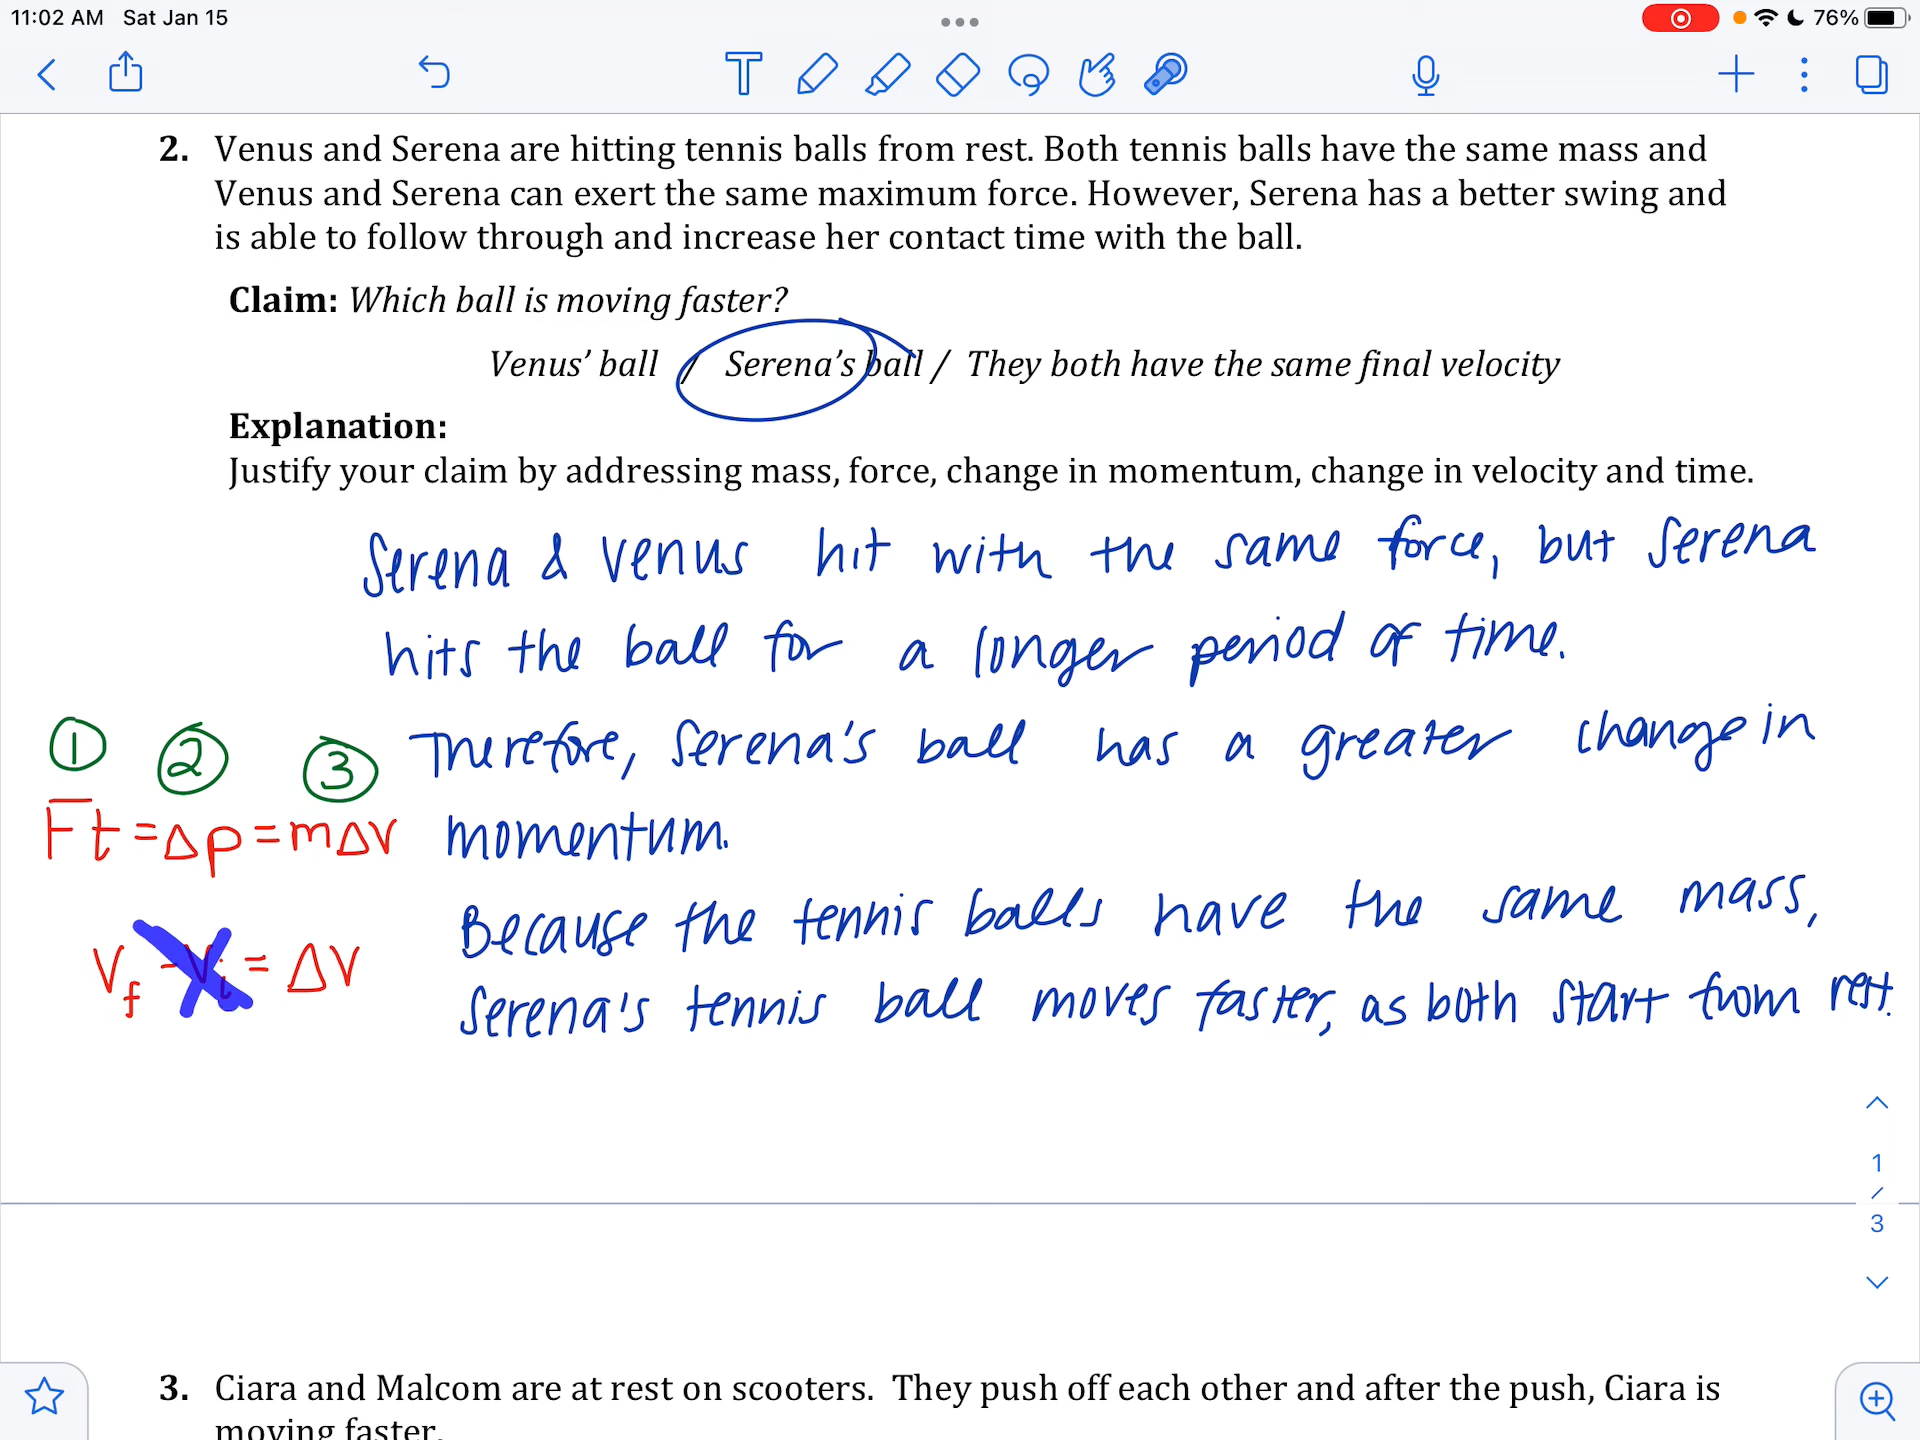 11:02 AM Sat Jan 15
76%
2. Venus and Serena are hitting tennis balls from rest. Both tennis balls have the same mass and
Venus and Serena can exert the same maximum force. However, Serena has a better swing and
is able to follow through and increase her contact time with the ball.
Claim: Which ball is moving faster?
Venus' ball / Serena's ball / They both have the same final velocity
Explanation:
Justify your claim by addressing mass, force, change in momentum, change in velocity and time.
Serena & Venus hit with the same force, but Serena
hits the ball for a longer period of time.
① ② ③
Therefore, Serena's ball has a greater change in
Ft = Δp = mΔv
momentum.
Because the tennis balls have the same mass,
Vf - Vi = ΔV
Serena's tennis ball moves faster, as both start from rest.
1
/
3
3. Ciara and Malcom are at rest on scooters. They push off each other and after the push, Ciara is
moving faster.